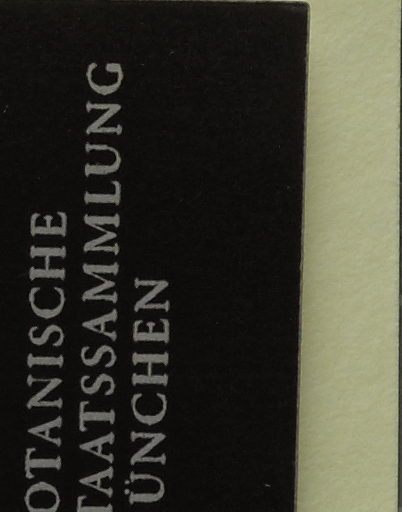 OTANISCHE
TAATSSAMMLUNG
ÜNCHEN